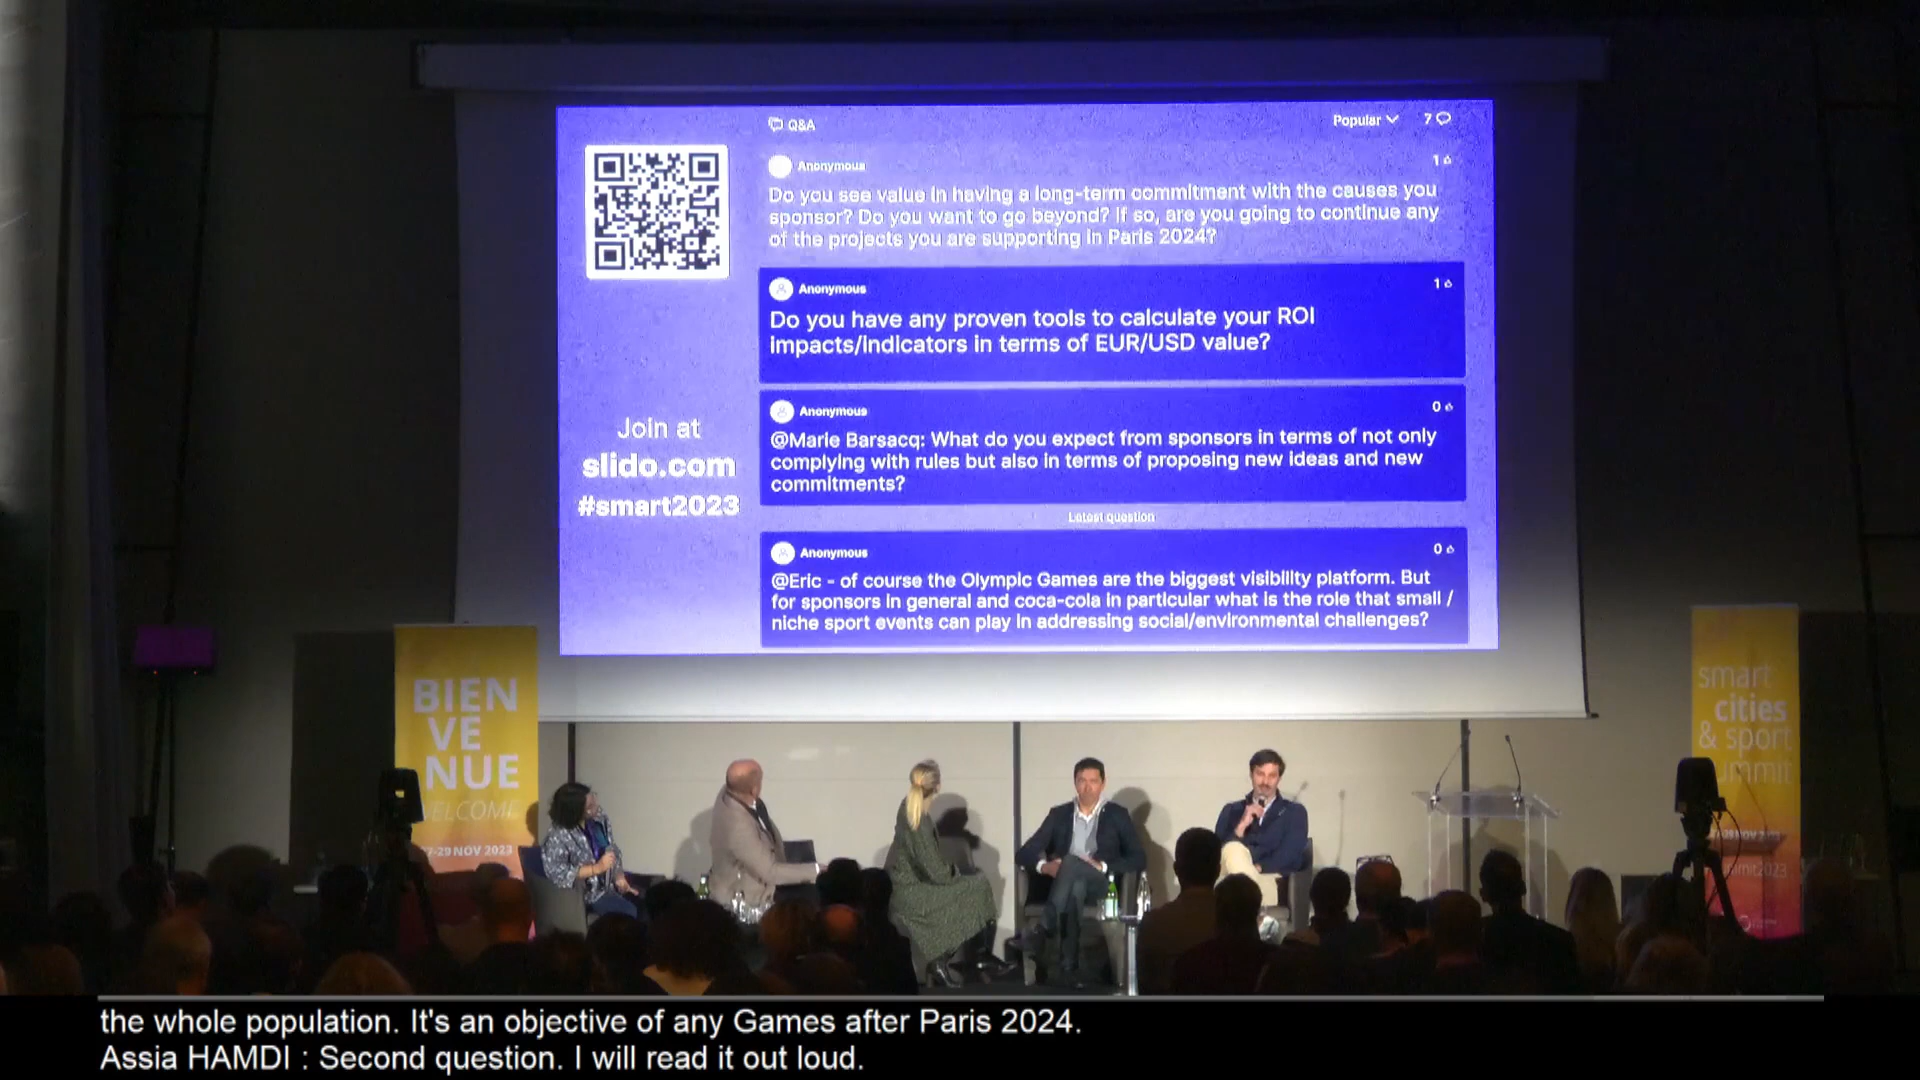 Q&A
Popular
7
Anonymous
1
Do you see value in having a long-term commitment with the causes you
sponsor? Do you want to go beyond? If so, are you going to continue any
of the projects you are supporting in Paris 2024?
Anonymous
1
Do you have any proven tools to calculate your ROI
impacts/indicators in terms of EUR/USD value?
Anonymous
0
@Marie Barsacq: What do you expect from sponsors in terms of not only
complying with rules but also in terms of proposing new ideas and new
commitments?
Latest question
Anonymous
0
@Eric - of course the Olympic Games are the biggest visibility platform. But
for sponsors in general and coca-cola in particular what is the role that small /
niche sport events can play in addressing social/environmental challenges?
Join at
slido.com
#smart2023
BIEN
VE
NUE
WELCOME
27-29 NOV 2023
smart
cities
& sport
summit
the whole population. It's an objective of any Games after Paris 2024.
Assia HAMDI : Second question. I will read it out loud.